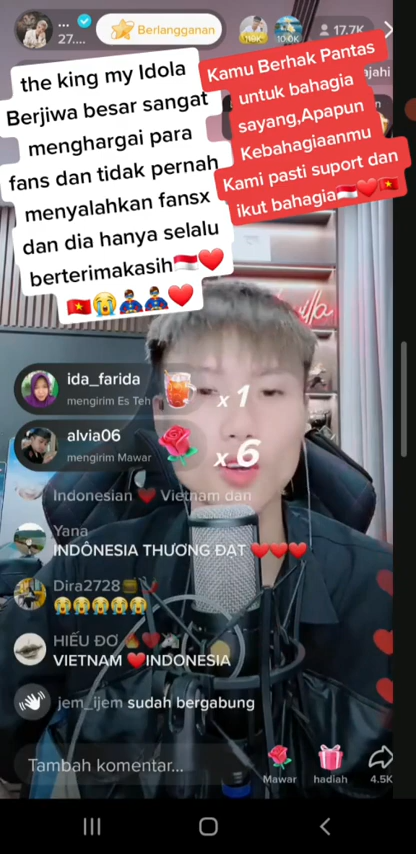 ...
27....
Berlangganan
10.0K
17.7K
the king my Idola
Berjiwa besar sangat
menghargai para
fans dan tidak pernah
menyalahkan fansx
dan dia hanya selalu
berterimakasih🇮🇩❤️
🇻🇳😭🦸‍♂️🦸‍♂️❤️
Kamu Berhak Pantas
untuk bahagia
sayang,Apapun
Kebahagiaanmu
Kami pasti suport dan
ikut bahagia🇮🇩❤️🇻🇳
ida_farida
mengirim Es Teh
x 1
alvia06
mengirim Mawar
x 6
Indonesian ❤️ Vietnam dan
Yana
INDÔNESIA THƯƠNG ĐẠT ❤️❤️❤️
Dira2728
😭😭😭😭😭
HIẾU ĐƠ
VIETNAM ❤️INDONESIA
jem_ijem sudah bergabung
Tambah komentar...
Mawar
hadiah
4.5K